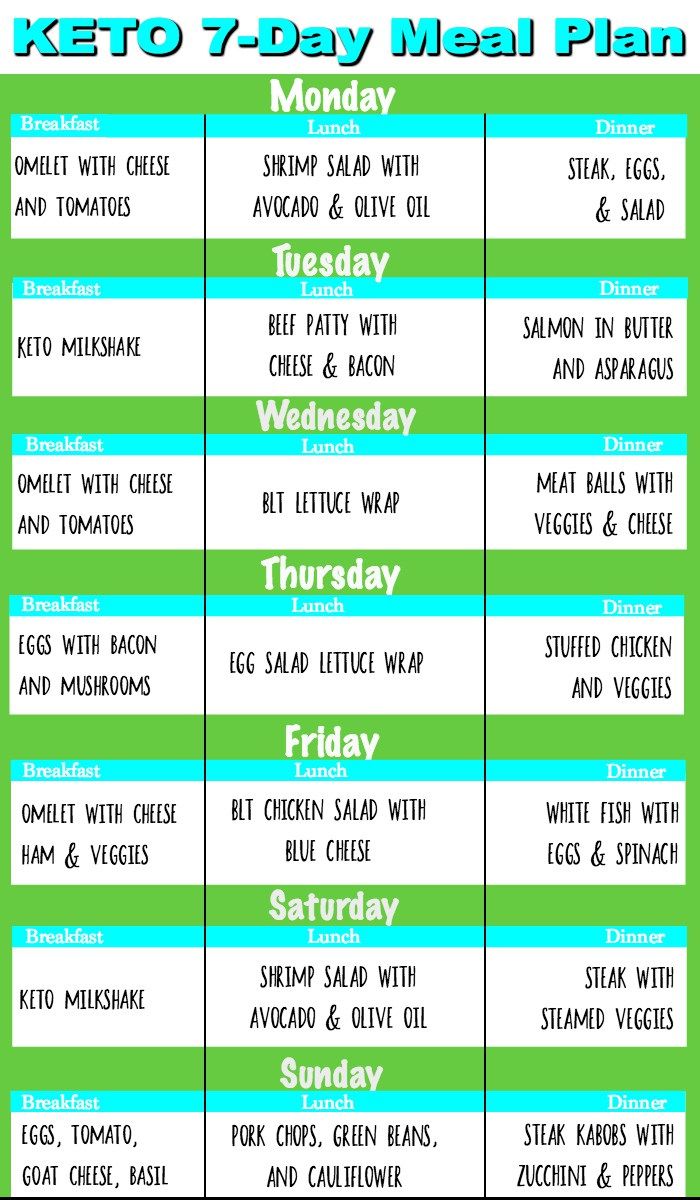 KETO 7-Day Meal Plan
Monday
Breakfast
Lunch
Dinner
OMELET WITH CHEESE
AND TOMATOES
SHRIMP SALAD WITH
AVOCADO & OLIVE OIL
STEAK, EGGS,
& SALAD
Tuesday
Breakfast
Lunch
Dinner
KETO MILKSHAKE
BEEF PATTY WITH
CHEESE & BACON
SALMON IN BUTTER
AND ASPARAGUS
Wednesday
Breakfast
Lunch
Dinner
OMELET WITH CHEESE
AND TOMATOES
BLT LETTUCE WRAP
MEAT BALLS WITH
VEGGIES & CHEESE
Thursday
Breakfast
Lunch
Dinner
EGGS WITH BACON
AND MUSHROOMS
EGG SALAD LETTUCE WRAP
STUFFED CHICKEN
AND VEGGIES
Friday
Breakfast
Lunch
Dinner
OMELET WITH CHEESE
HAM & VEGGIES
BLT CHICKEN SALAD WITH
BLUE CHEESE
WHITE FISH WITH
EGGS & SPINACH
Saturday
Breakfast
Lunch
Dinner
KETO MILKSHAKE
SHRIMP SALAD WITH
AVOCADO & OLIVE OIL
STEAK WITH
STEAMED VEGGIES
Sunday
Breakfast
Lunch
Dinner
EGGS, TOMATO,
GOAT CHEESE, BASIL
PORK CHOPS, GREEN BEANS,
AND CAULIFLOWER
STEAK KABOBS WITH
ZUCCHINI & PEPPERS